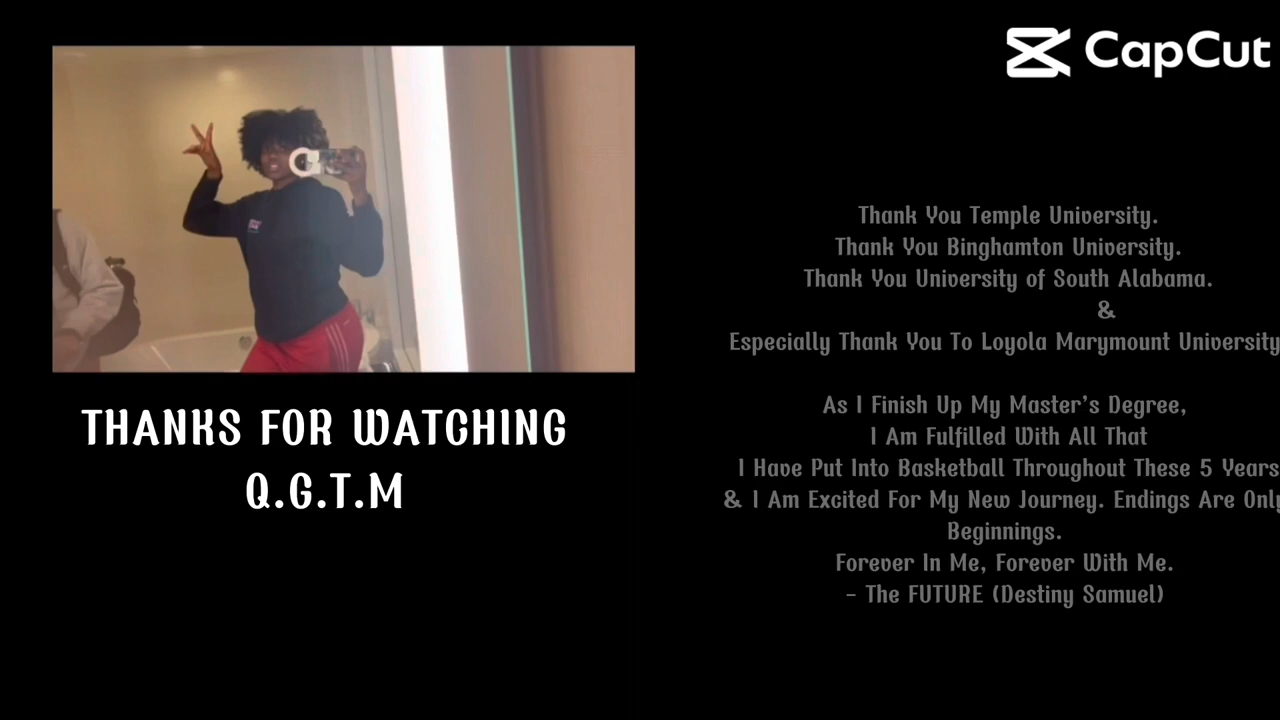 CapCut
THANKS FOR WATCHING
Q.G.T.M
Thank You Temple University.
Thank You Binghamton University.
Thank You University of South Alabama.
&
Especially Thank You To Loyola Marymount University
As I Finish Up My Master's Degree,
I Am Fulfilled With All That
I Have Put Into Basketball Throughout These 5 Years
& I Am Excited For My New Journey. Endings Are Only
Beginnings.
Forever In Me, Forever With Me.
- The FUTURE (Destiny Samuel)